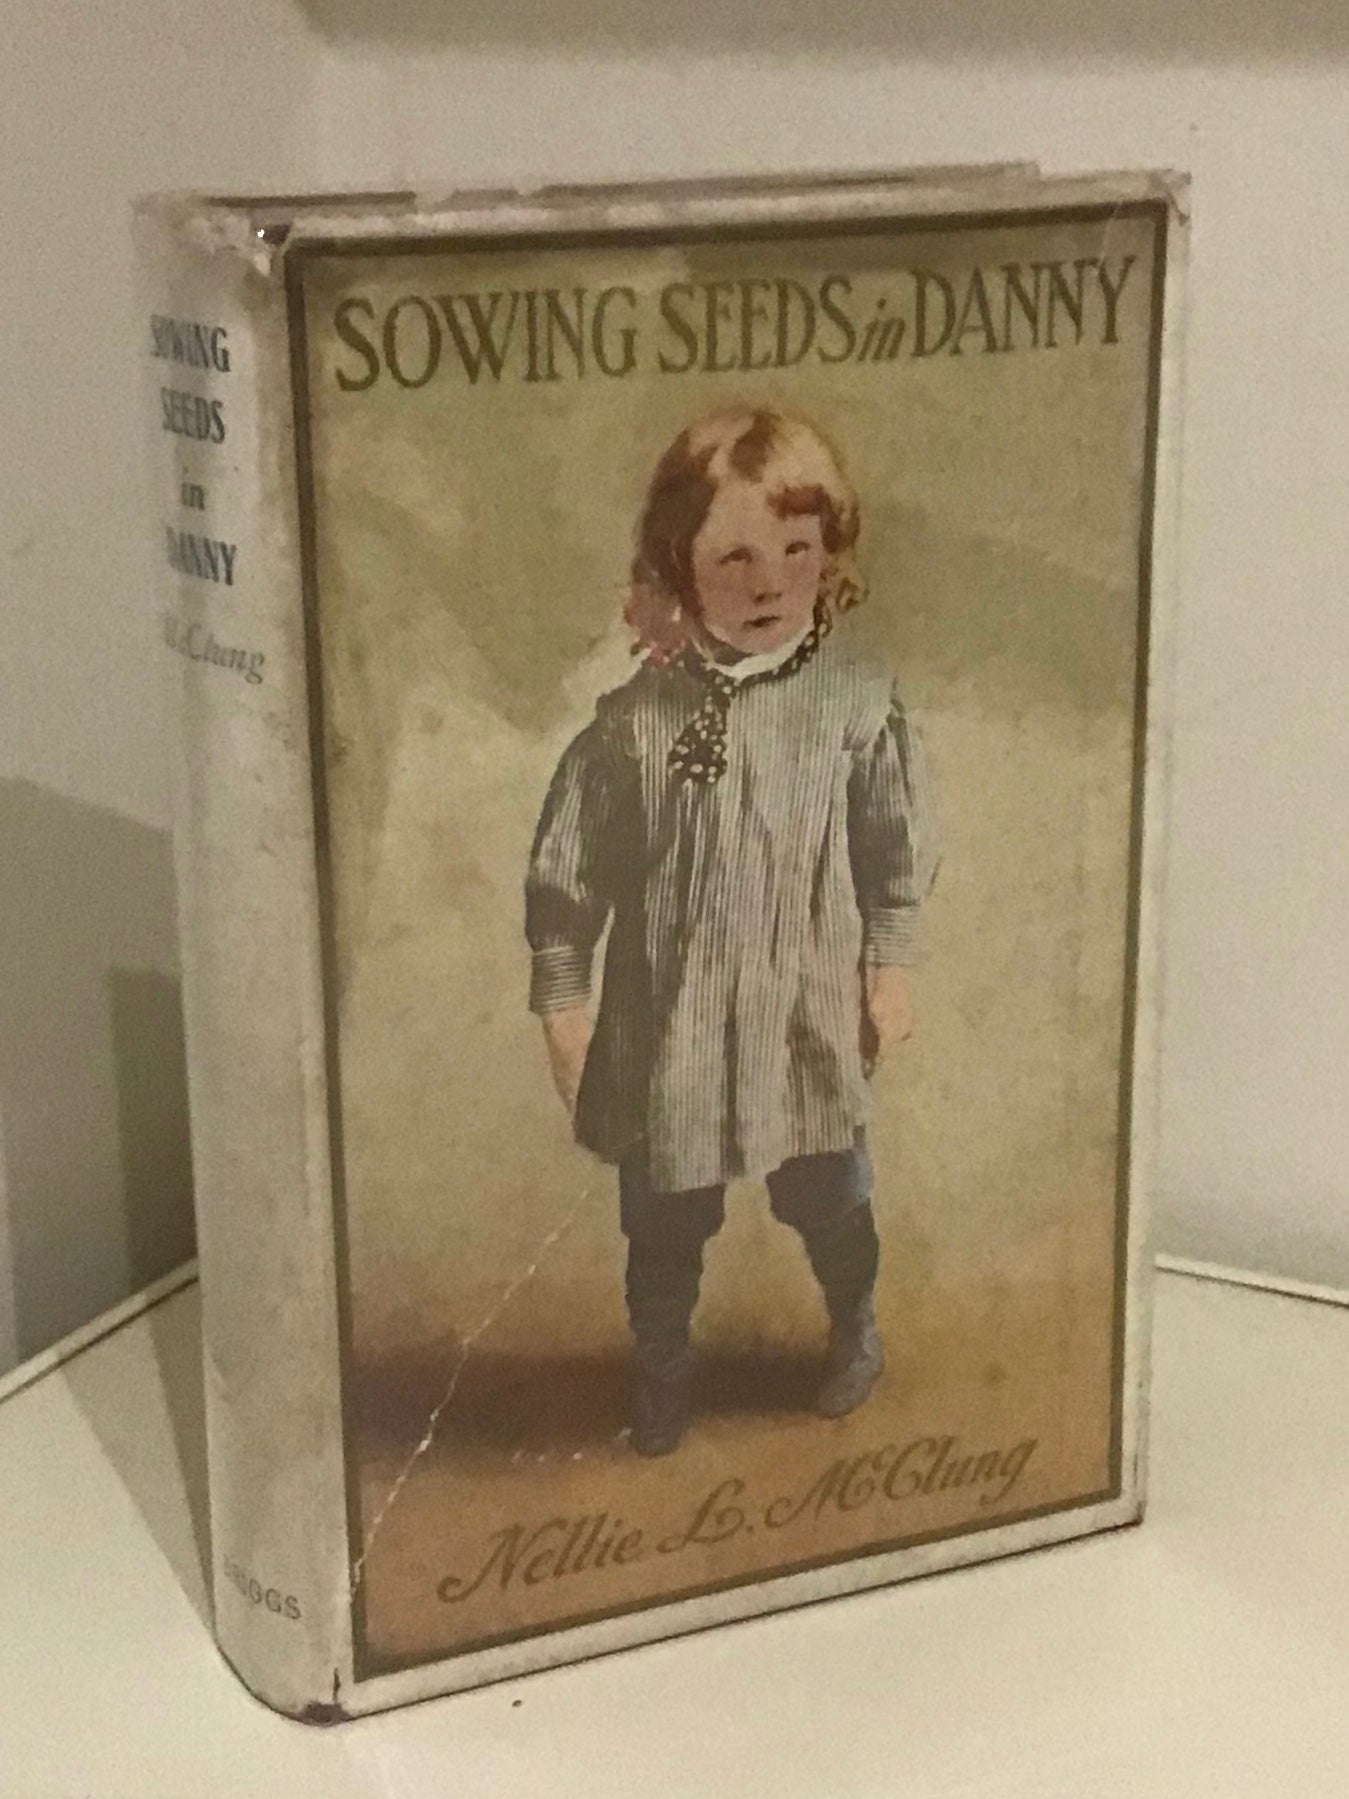 SOWING SEEDS in DANNY
Nellie L. McClung
SOWING
SEEDS
in
DANNY
McClung
BRIGGS